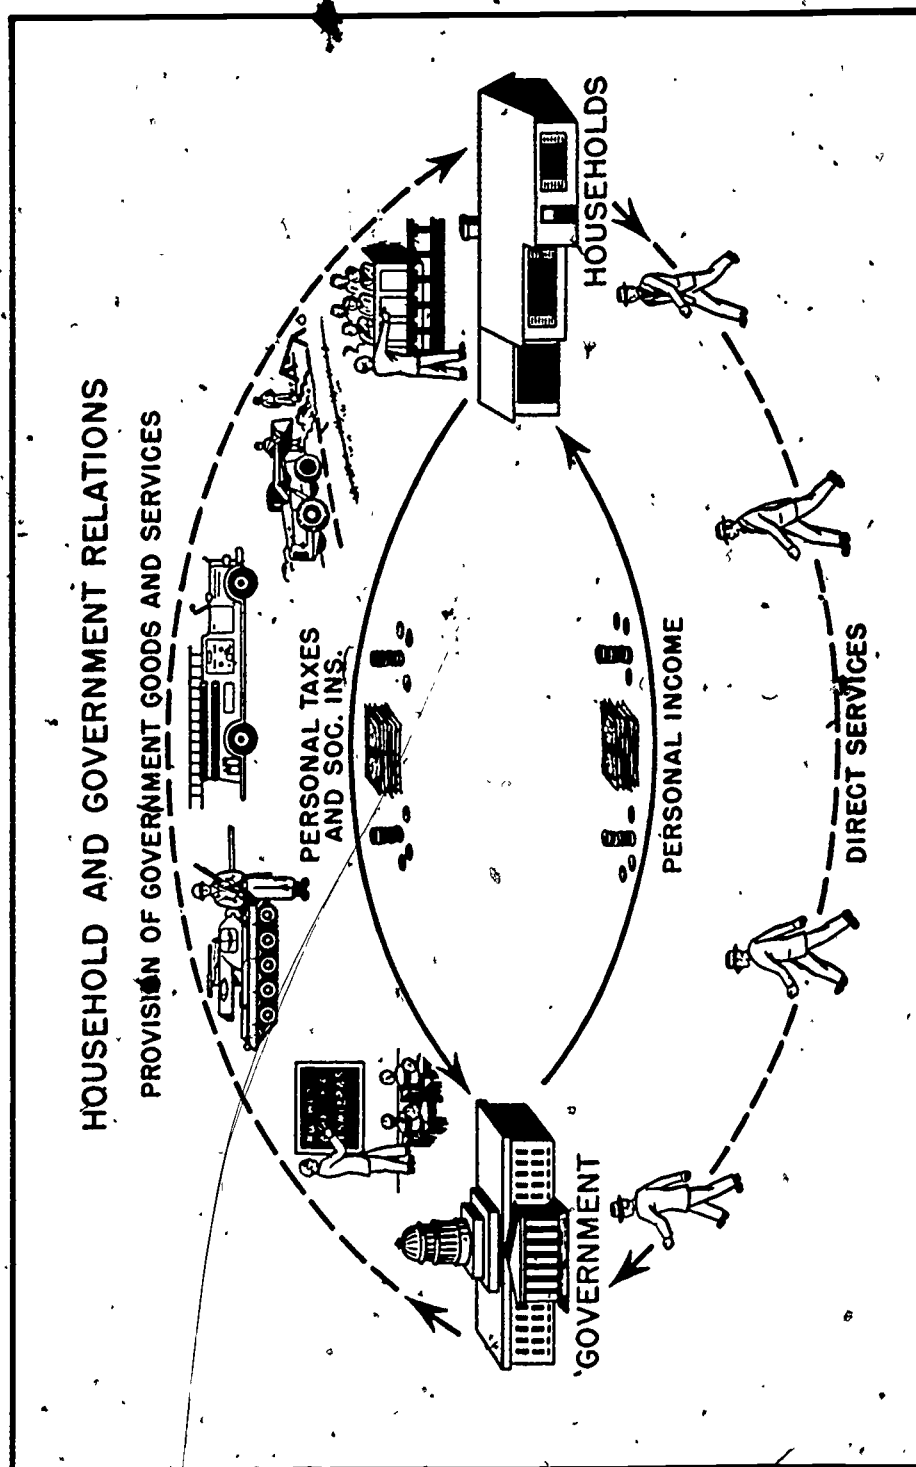 HOUSEHOLD AND GOVERNMENT RELATIONS
PROVISION OF GOVERNMENT GOODS AND SERVICES
PERSONAL TAXES
AND SOC. INS.
GOVERNMENT
HOUSEHOLDS
PERSONAL INCOME
DIRECT SERVICES